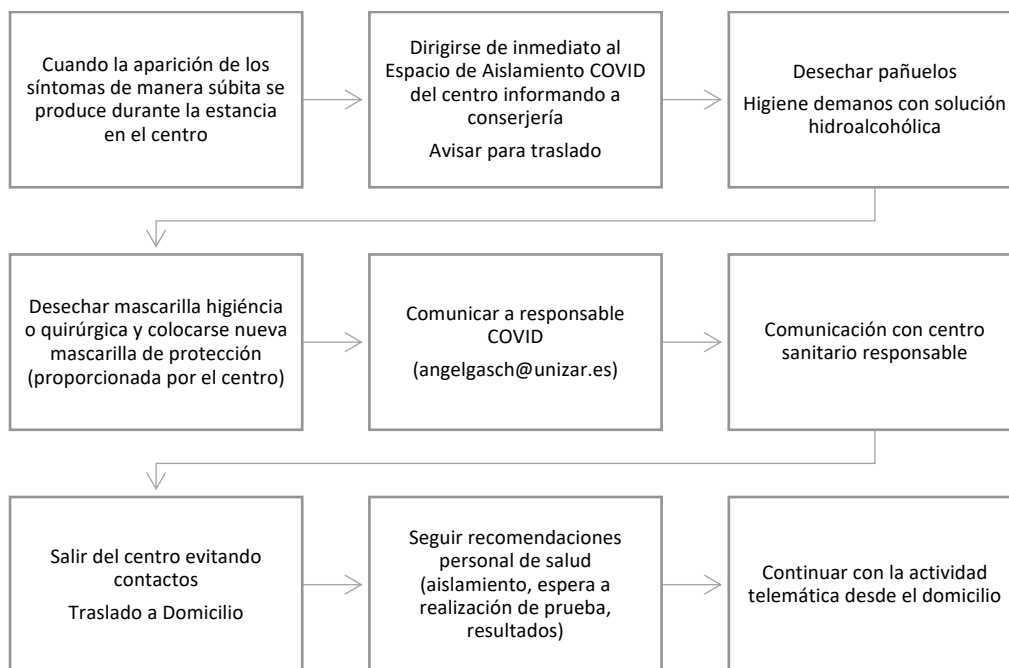 Cuando la aparición de los
síntomas de manera súbita se
produce durante la estancia
en el centro
Dirigirse de inmediato al
Espacio de Aislamiento COVID
del centro informando a
conserjería
Avisar para traslado
Desechar pañuelos
Higiene demanos con solución
hidroalcohólica
Desechar mascarilla higiéncia
o quirúrgica y colocarse nueva
mascarilla de protección
(proporcionada por el centro)
Comunicar a responsable
COVID
(angelgasch@unizar.es)
Comunicación con centro
sanitario responsable
Salir del centro evitando
contactos
Traslado a Domicilio
Seguir recomendaciones
personal de salud
(aislamiento, espera a
realización de prueba,
resultados)
Continuar con la actividad
telemática desde el domicilio